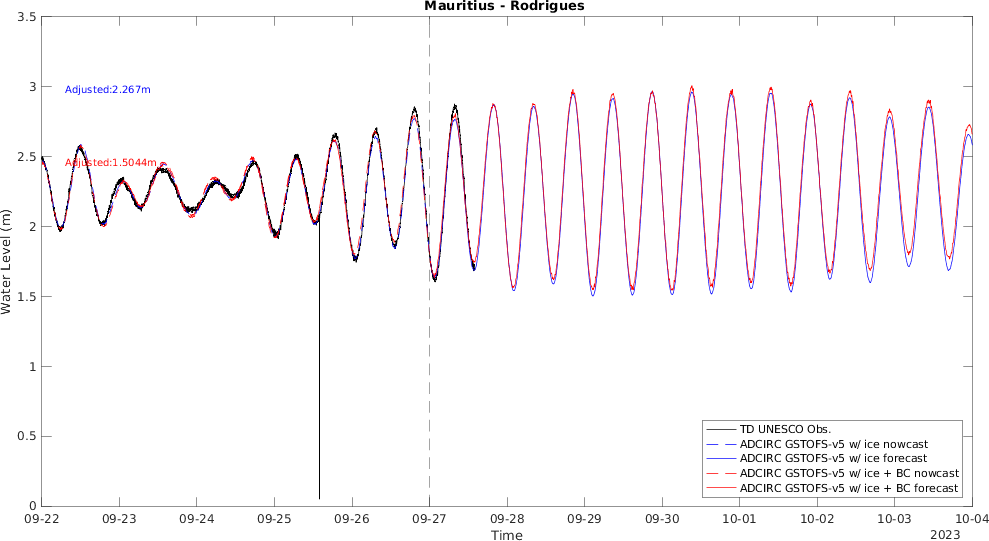 Mauritius - Rodrigues
3.5
3
2.5
2
1.5
1
0.5
0
Water Level (m)
Adjusted:2.267m
Adjusted:1.5044m
TD UNESCO Obs.
ADCIRC GSTOFS-v5 w/ ice nowcast
ADCIRC GSTOFS-v5 w/ ice forecast
ADCIRC GSTOFS-v5 w/ ice + BC nowcast
ADCIRC GSTOFS-v5 w/ ice + BC forecast
09-22 09-23 09-24 09-25 09-26 09-27 09-28 09-29 09-30 10-01 10-02 10-03 10-04
Time
2023